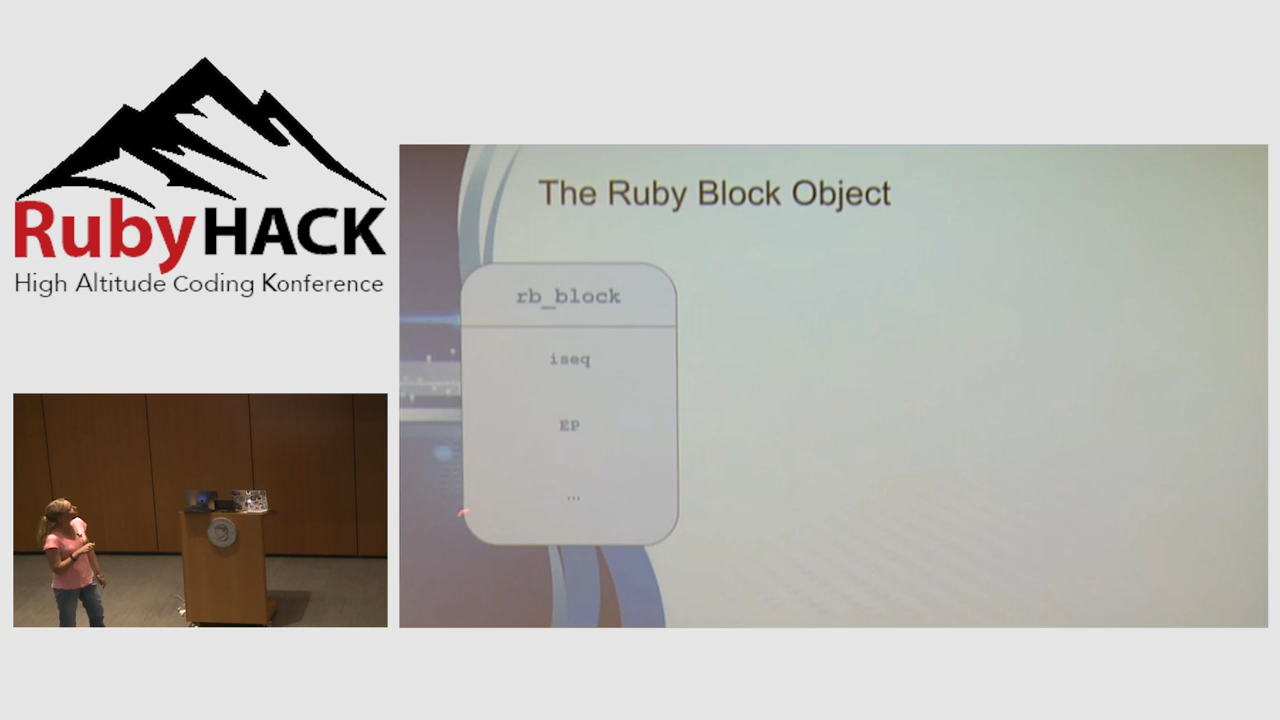 RubyHACK
High Altitude Coding Konference
The Ruby Block Object
rb_block
iseq
EP
...